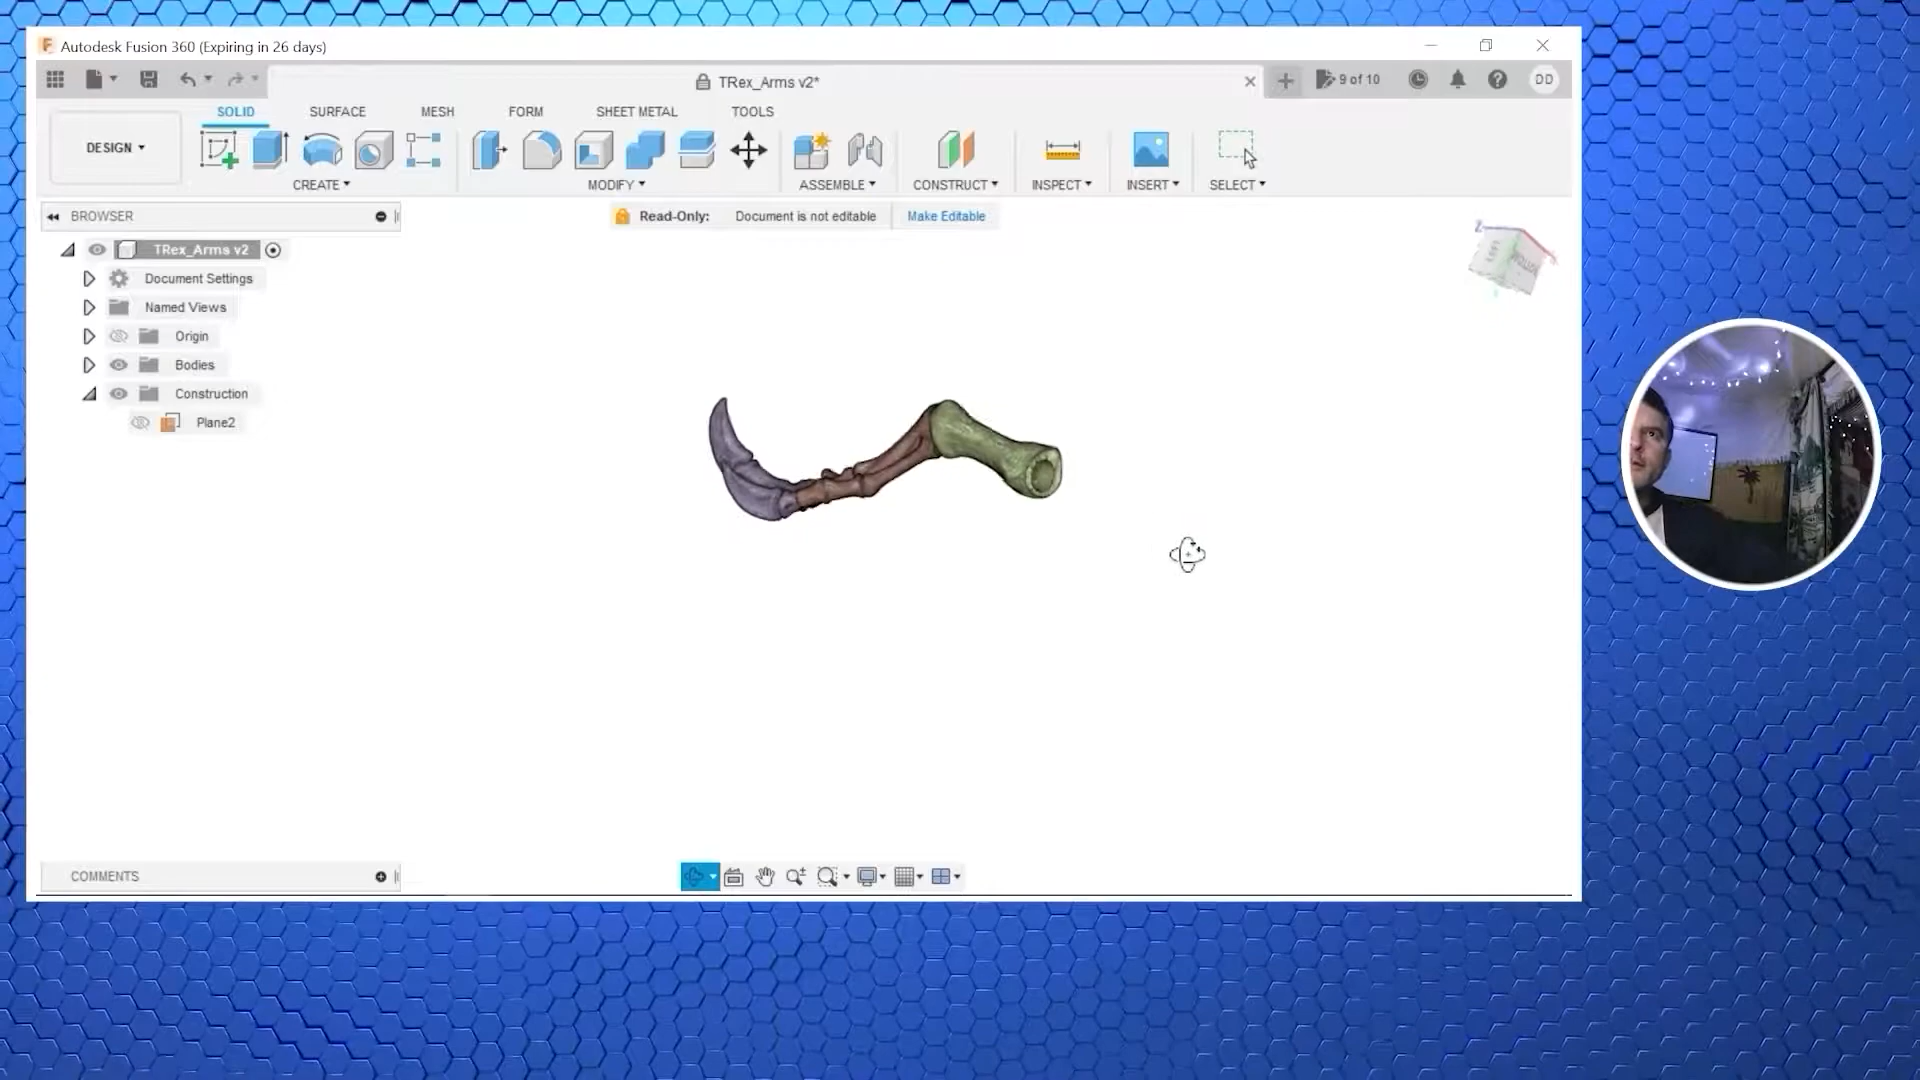 Autodesk Fusion 360 (Expiring in 26 days)
TRex_Arms v2*
9 of 10
DD
SOLID
SURFACE
MESH
FORM
SHEET METAL
TOOLS
DESIGN
CREATE
MODIFY
ASSEMBLE
CONSTRUCT
INSPECT
INSERT
SELECT
BROWSER
Read-Only: Document is not editable Make Editable
TRex_Arms v2
Document Settings
Named Views
Origin
Bodies
Construction
Plane2
Z
LEFT
COMMENTS